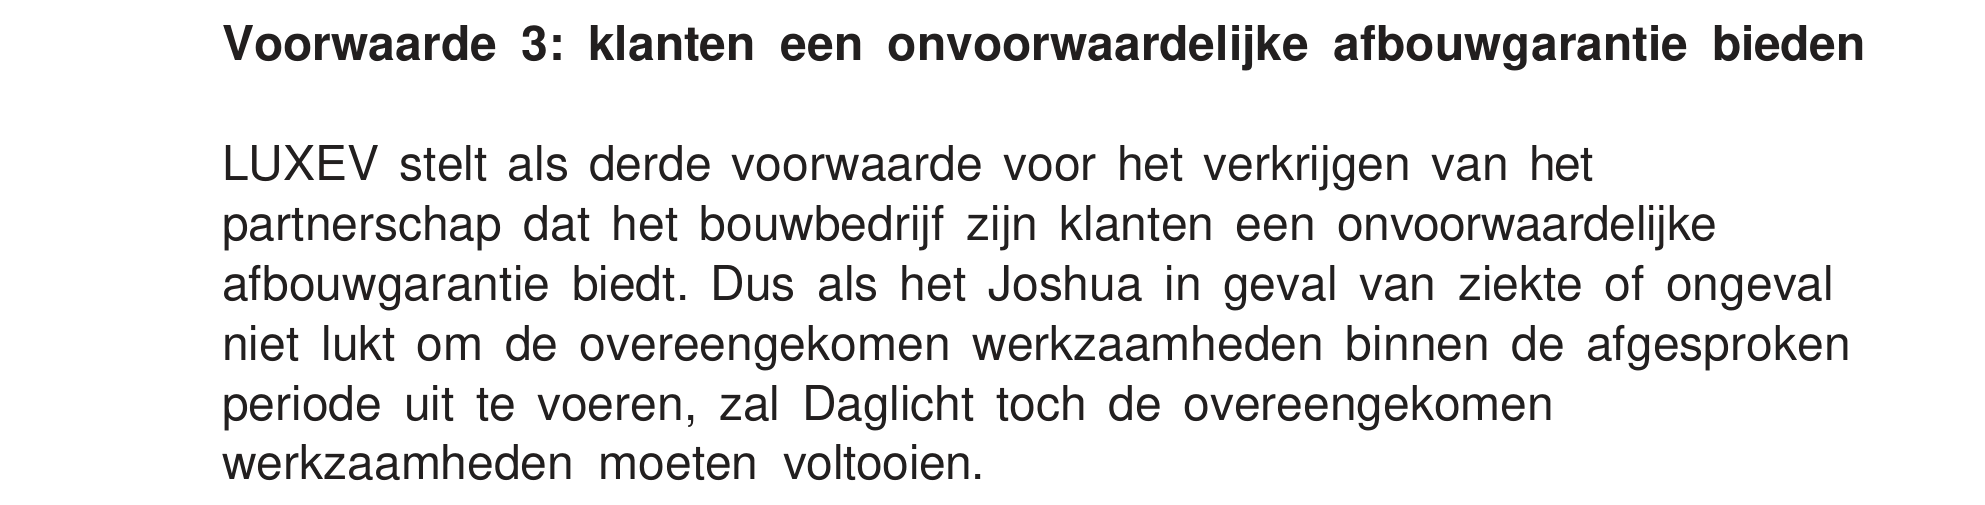 Voorwaarde 3: klanten een onvoorwaardelijke afbouwgarantie bieden
LUXEV stelt als derde voorwaarde voor het verkrijgen van het
partnerschap dat het bouwbedrijf zijn klanten een onvoorwaardelijke
afbouwgarantie biedt. Dus als het Joshua in geval van ziekte of ongeval
niet lukt om de overeengekomen werkzaamheden binnen de afgesproken
periode uit te voeren, zal Daglicht toch de overeengekomen
werkzaamheden moeten voltooien.